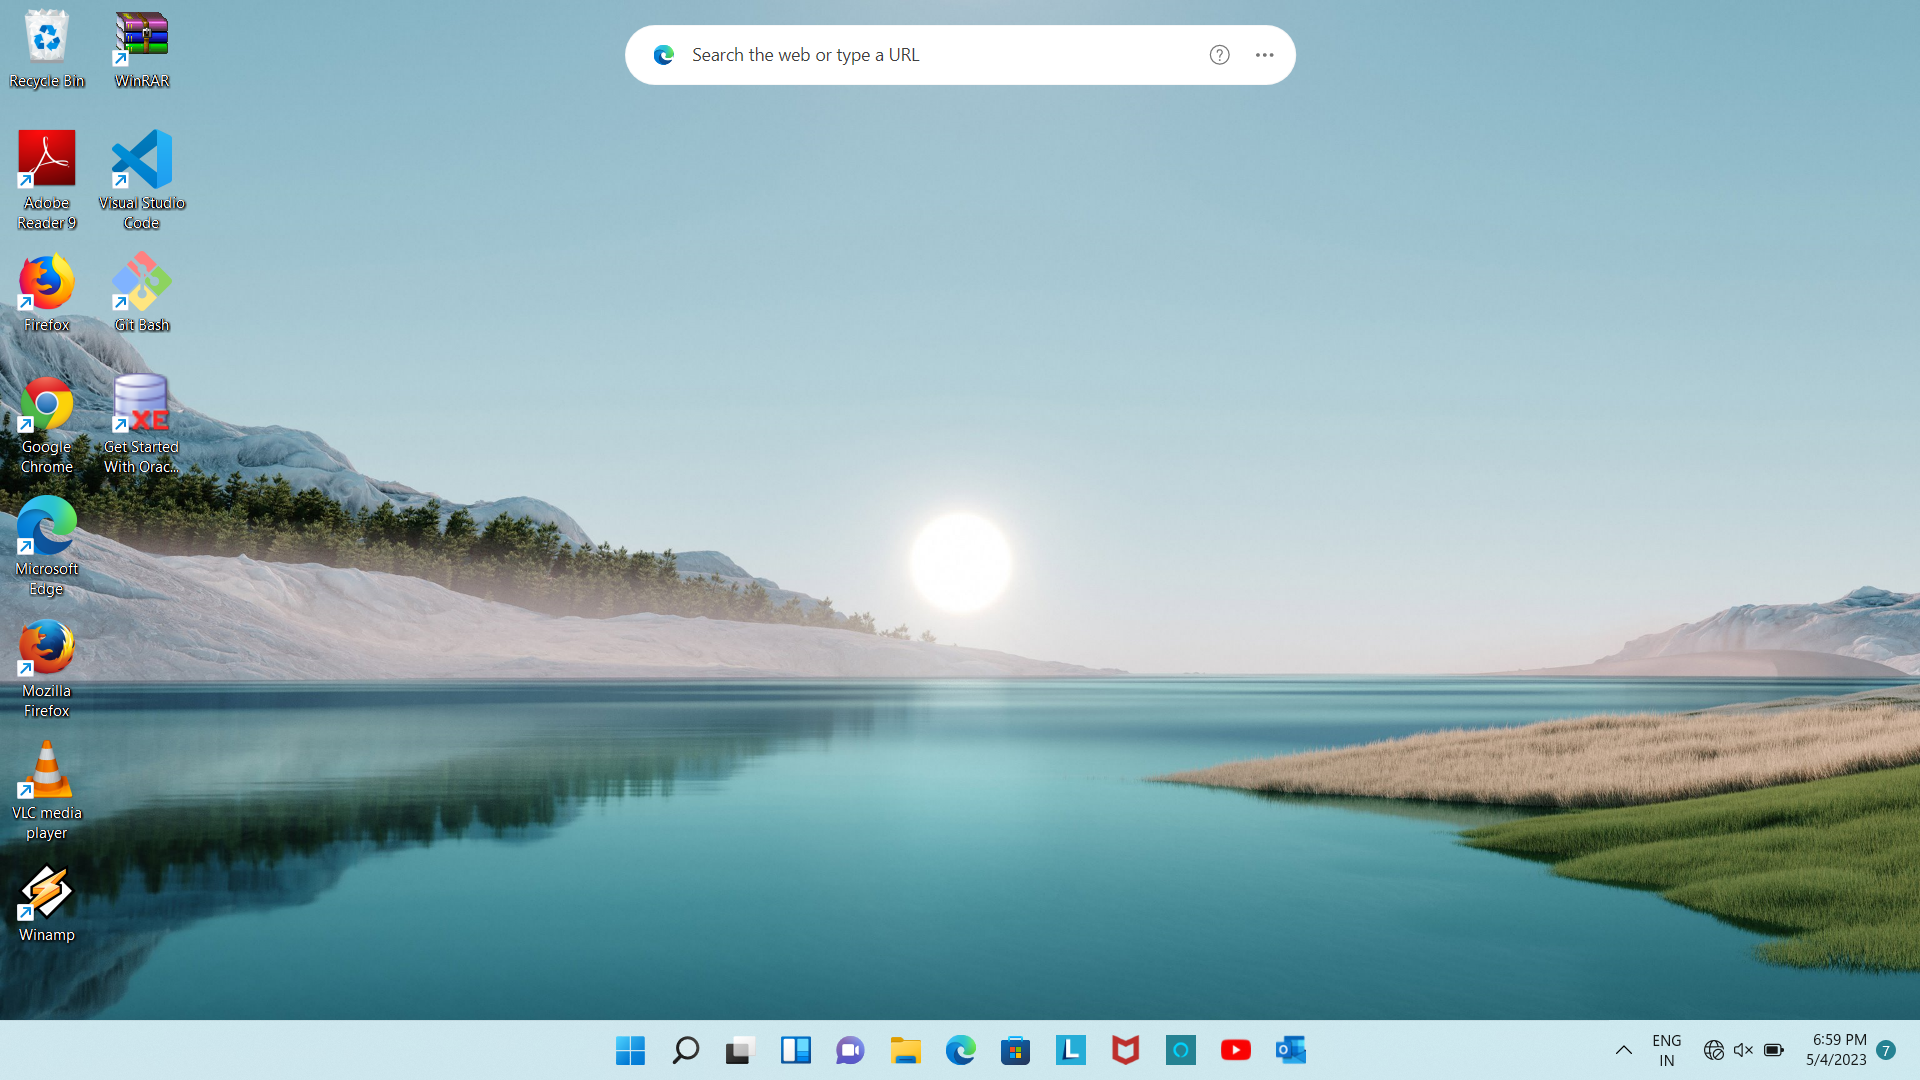 Search the web or type a URL
Recycle Bin
WinRAR
Adobe
Reader 9
Visual Studio
Code
Firefox
Git Bash
Google
Chrome
XE
Get Started
With Orac...
Microsoft
Edge
Mozilla
Firefox
VLC media
player
Winamp
L
O
ENG
IN
6:59 PM
5/4/2023
7